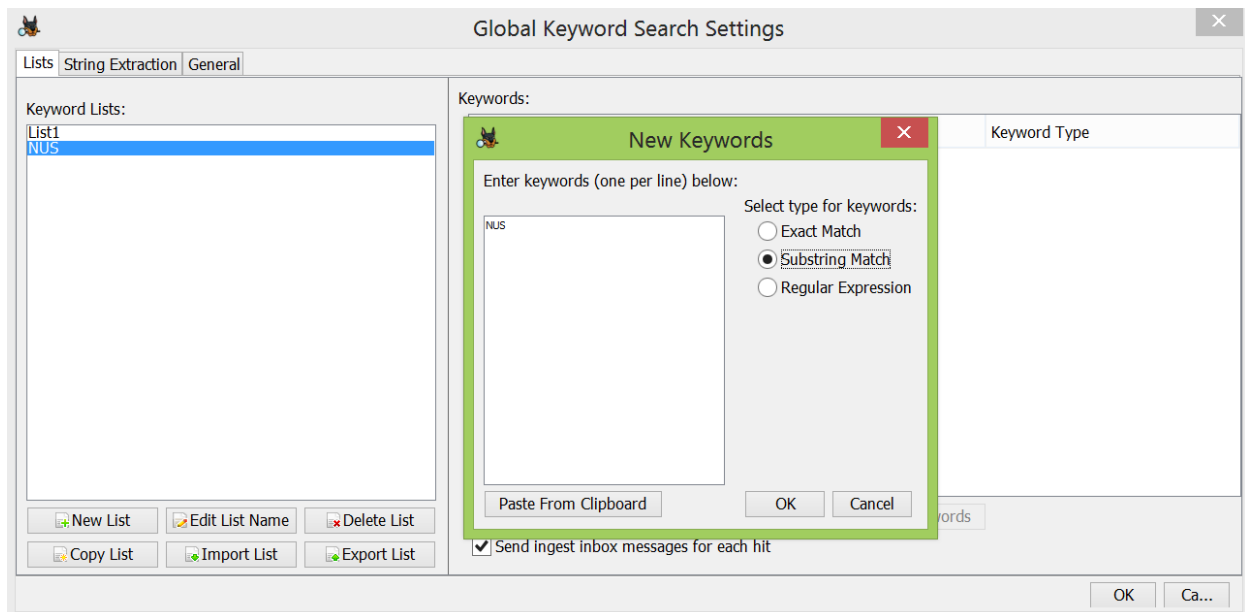 Global Keyword Search Settings
Lists String Extraction General
Keyword Lists:
List1
NUS
New List Edit List Name Delete List
Copy List Import List Export List
Keywords:
Keyword Type
New Keywords
Enter keywords (one per line) below:
NUS
Select type for keywords:
Exact Match
Substring Match
Regular Expression
Paste From Clipboard OK Cancel
Send ingest inbox messages for each hit
OK Ca...